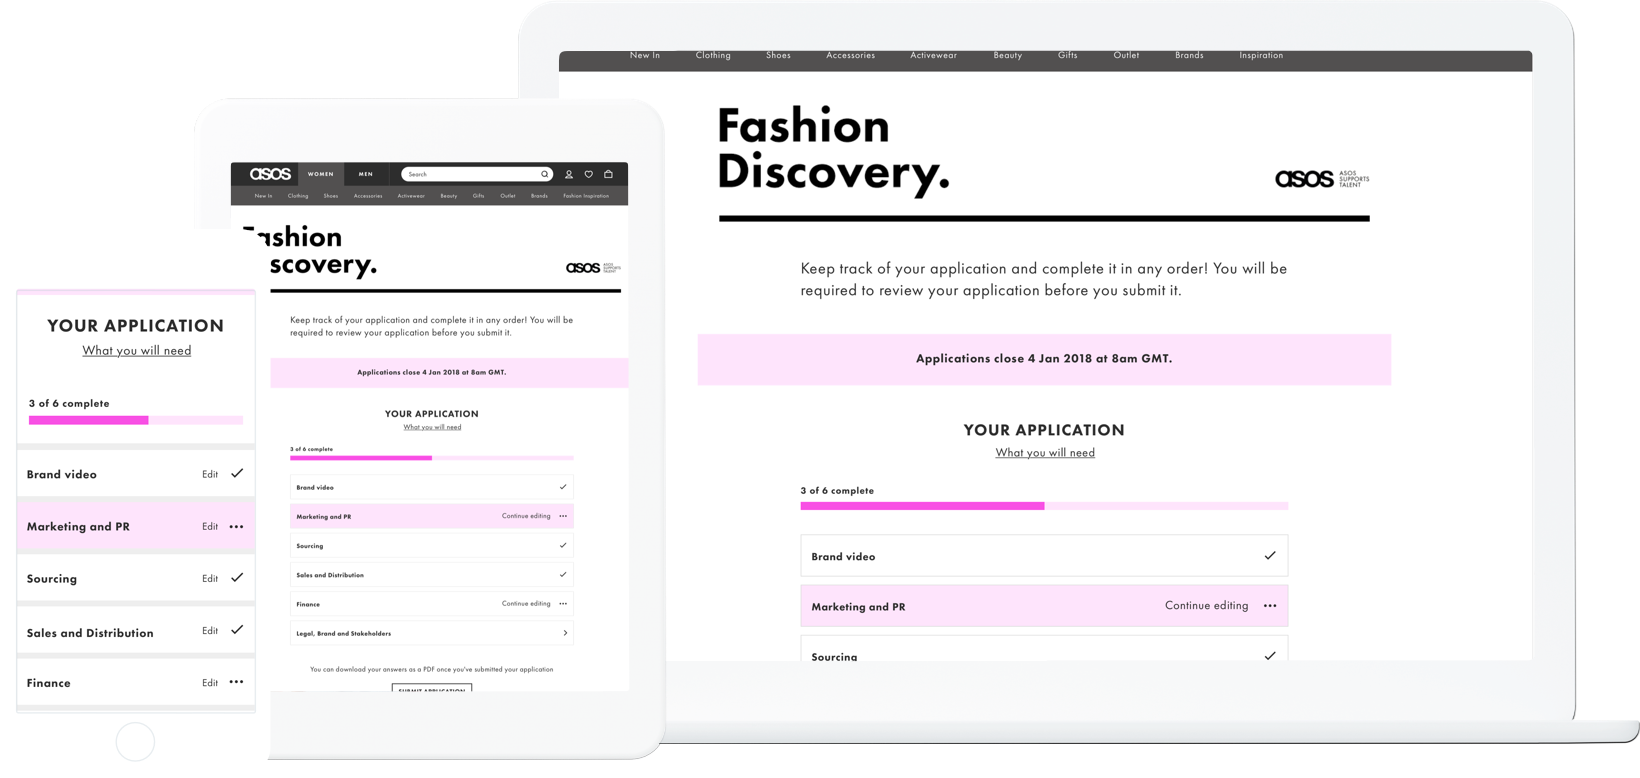 New In Clothing Shoes Accessories Activewear Beauty Gifts Outlet Brands Inspiration
Fashion
Discovery.
asos ASOS
SUPPORTS
TALENT
Keep track of your application and complete it in any order! You will be
required to review your application before you submit it.
Applications close 4 Jan 2018 at 8am GMT.
YOUR APPLICATION
What you will need
3 of 6 complete
Brand video
Marketing and PR Continue editing
Sourcing
asos WOMEN MEN Search
New In Clothing Shoes Accessories Activewear Beauty Gifts Outlet Brands Fashion Inspiration
Fashion
scovery.
asos ASOS
SUPPORTS
TALENT
Keep track of your application and complete it in any order! You will be
required to review your application before you submit it.
Applications close 4 Jan 2018 at 8am GMT.
YOUR APPLICATION
What you will need
3 of 6 complete
Brand video
Marketing and PR Continue editing
Sourcing
Sales and Distribution
Finance Continue editing
Legal, Brand and Stakeholders
You can download your answers as a PDF once you've submitted your application
SUBMIT APPLICATION
YOUR APPLICATION
What you will need
3 of 6 complete
Brand video Edit
Marketing and PR Edit
Sourcing Edit
Sales and Distribution Edit
Finance Edit